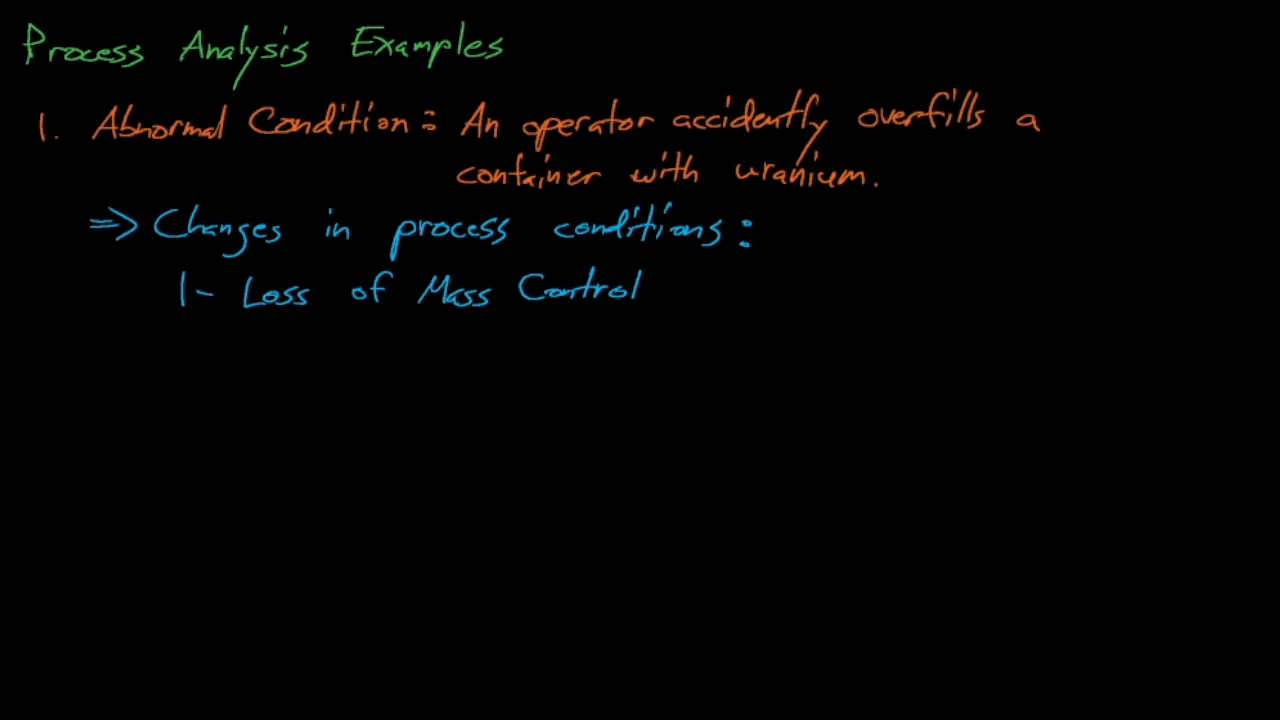 Process Analysis Examples
1. Abnormal Condition: An operator accidently overfills a
container with uranium.
=> Changes in process conditions:
1- Loss of Mass Control